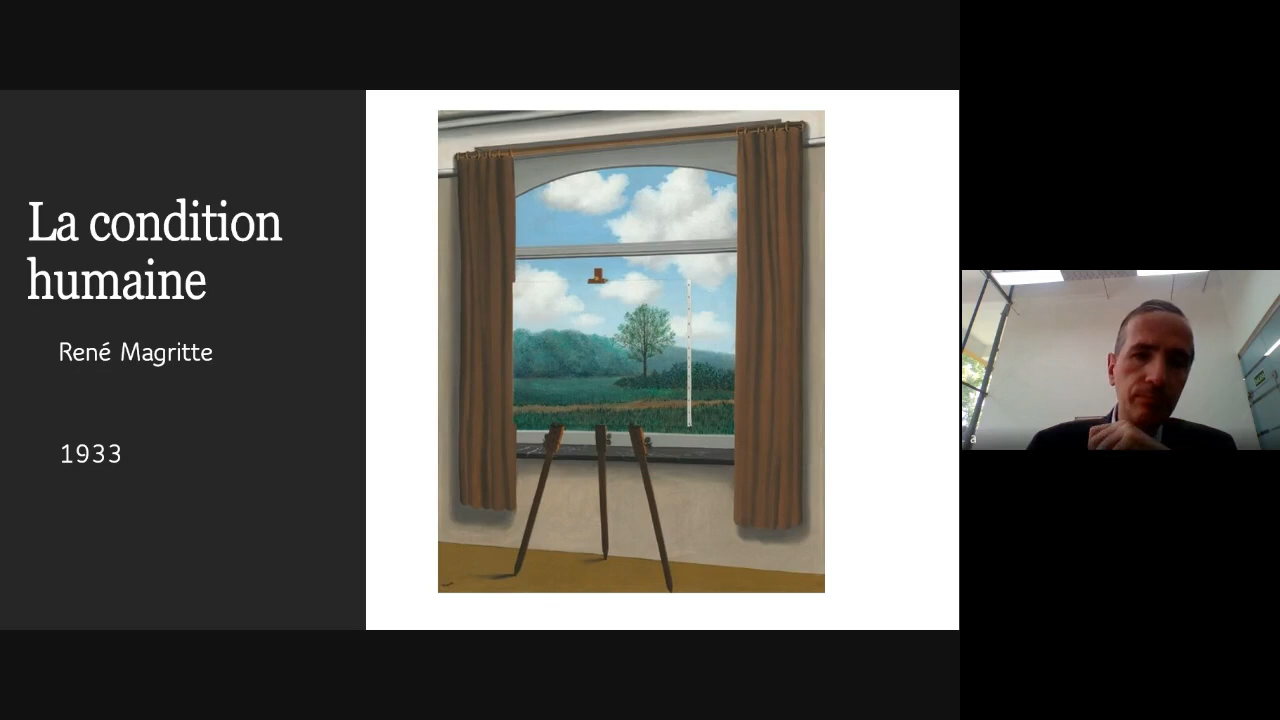 La condition
humaine
René Magritte
1933
a